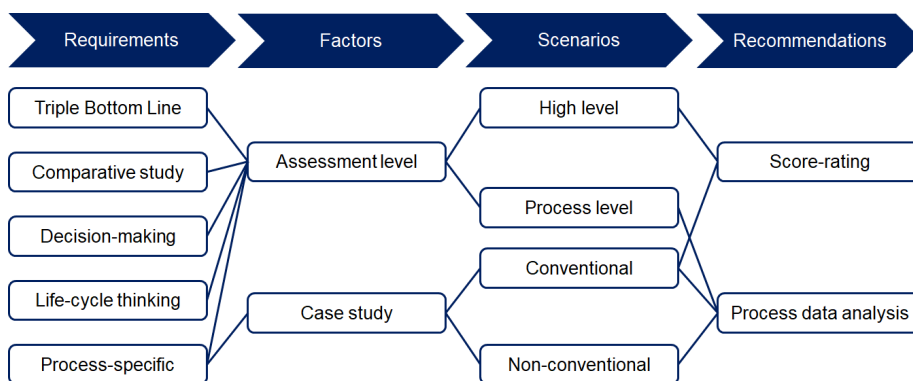 Requirements
Factors
Scenarios
Recommendations
Triple Bottom Line
Comparative study
Decision-making
Life-cycle thinking
Process-specific
Assessment level
Case study
High level
Process level
Conventional
Non-conventional
Score-rating
Process data analysis